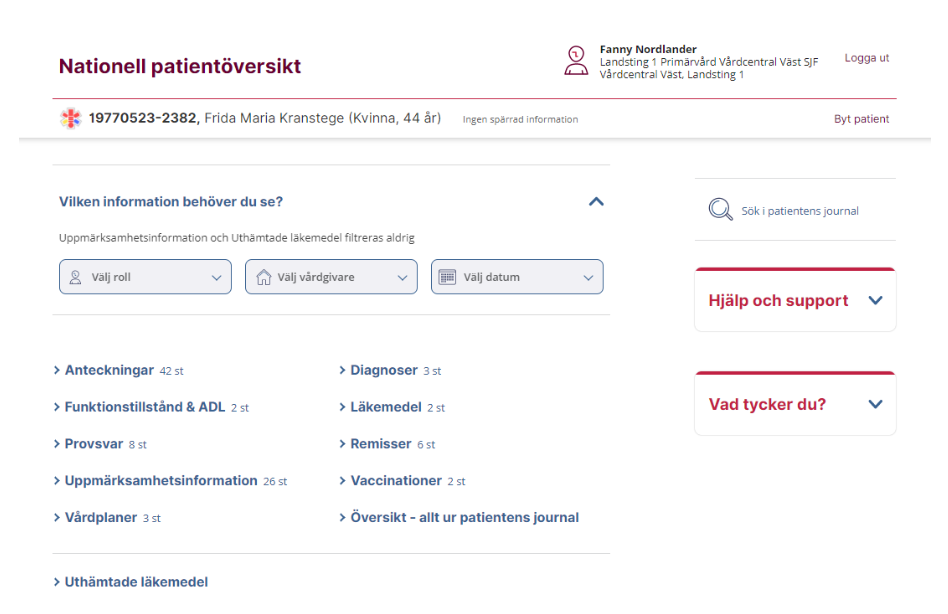 Nationell patientöversikt
Fanny Nordlander
Landsting 1 Primärvård Vårdcentral Väst SJF
Vårdcentral Väst, Landsting 1
Logga ut
19770523-2382, Frida Maria Kranstege (Kvinna, 44 år) Ingen spärrad information
Byt patient
Vilken information behöver du se?
Uppmärksamhetsinformation och Uthämtade läkemedel filtreras aldrig
Välj roll
Välj vårdgivare
Välj datum
Sök i patientens journal
Hjälp och support
Vad tycker du?
Anteckningar 42 st
Diagnoser 3 st
Funktionstillstånd & ADL 2 st
Läkemedel 2 st
Provsvar 8 st
Remisser 6 st
Uppmärksamhetsinformation 26 st
Vaccinationer 2 st
Vårdplaner 3 st
Översikt - allt ur patientens journal
Uthämtade läkemedel